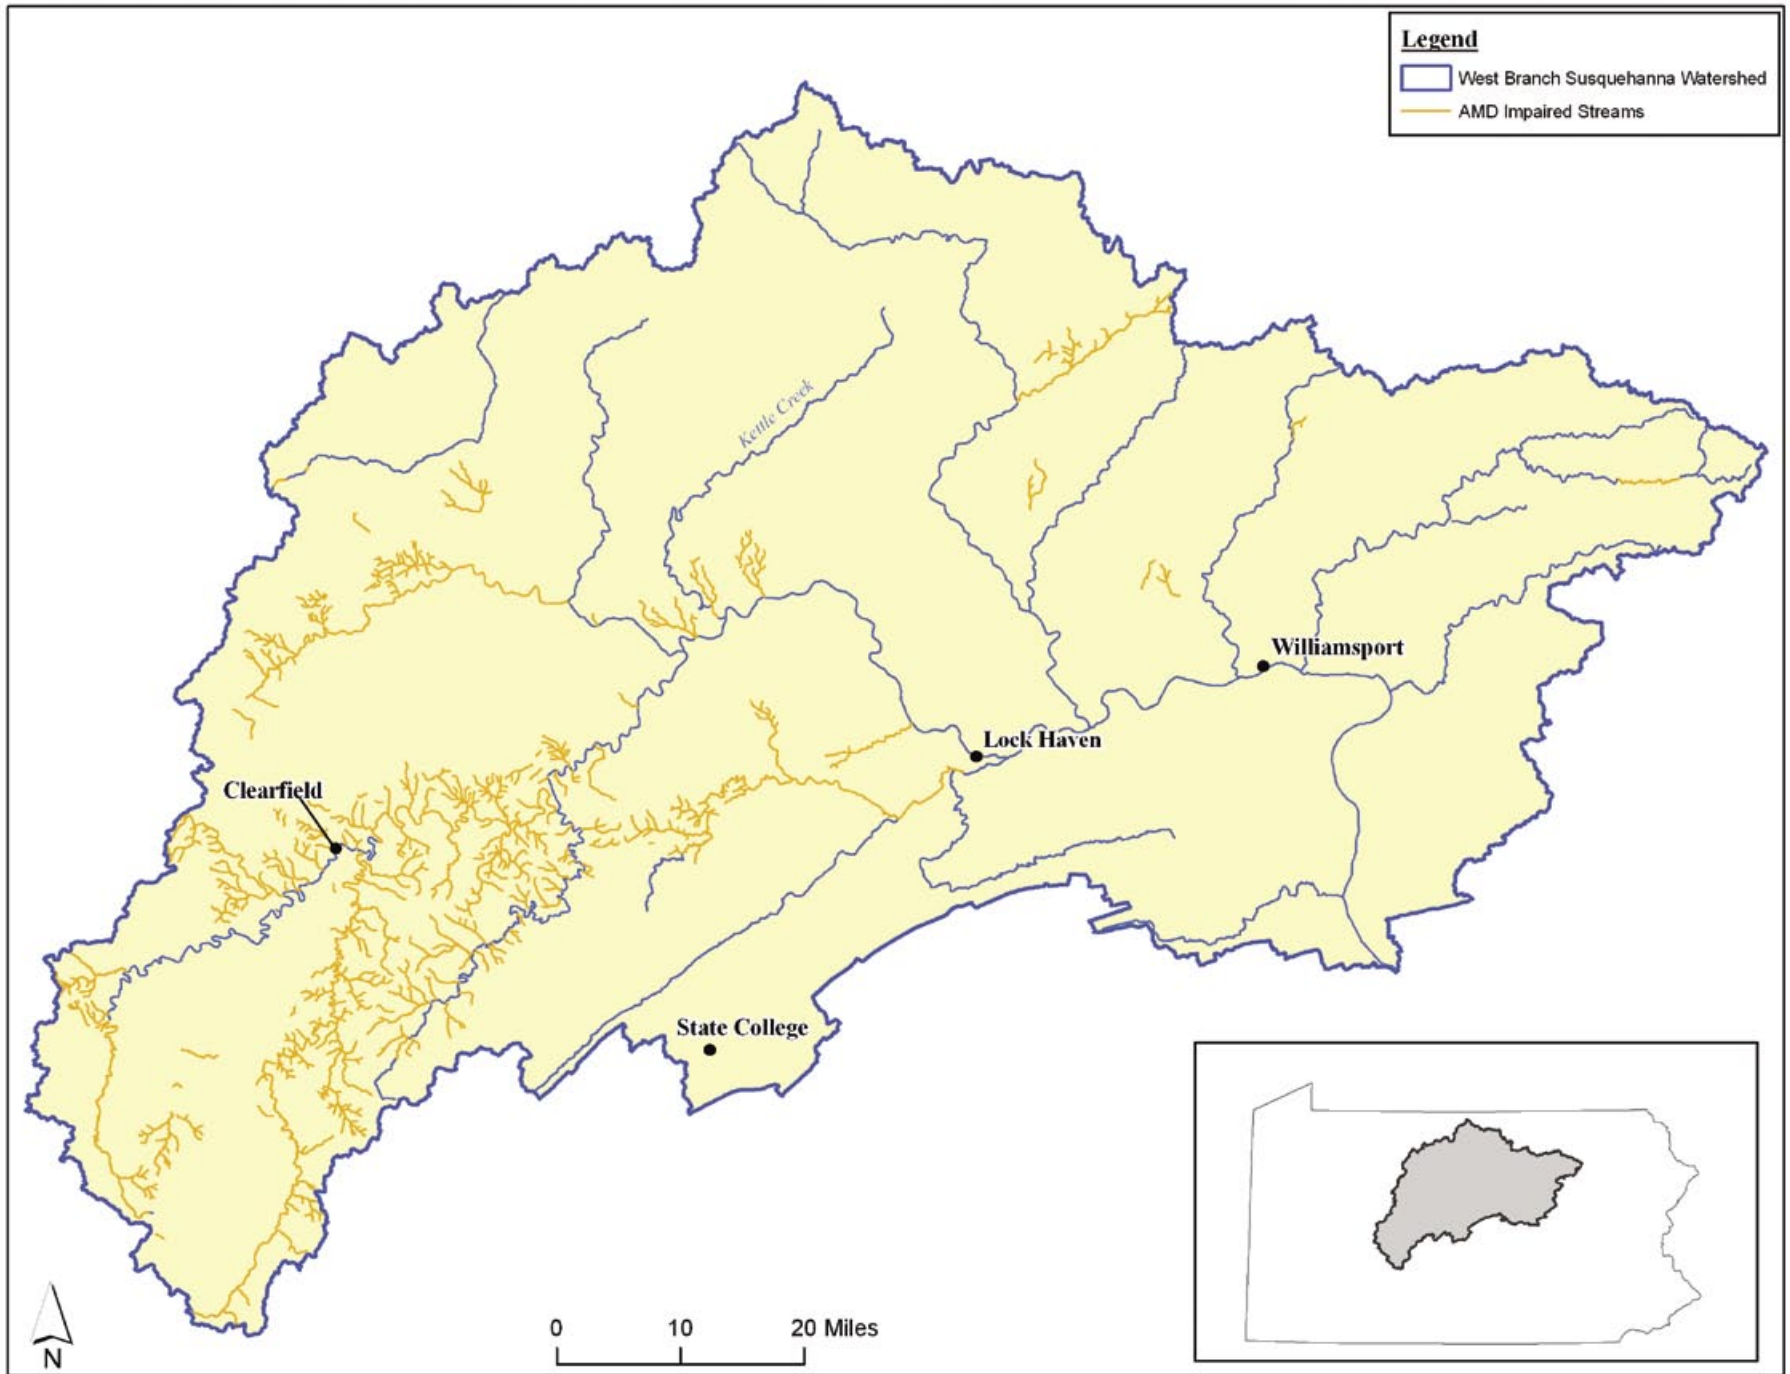 Legend
West Branch Susquehanna Watershed
AMD Impaired Streams
Kettle Creek
Williamsport
Lock Haven
Clearfield
State College
0 10 20 Miles
N